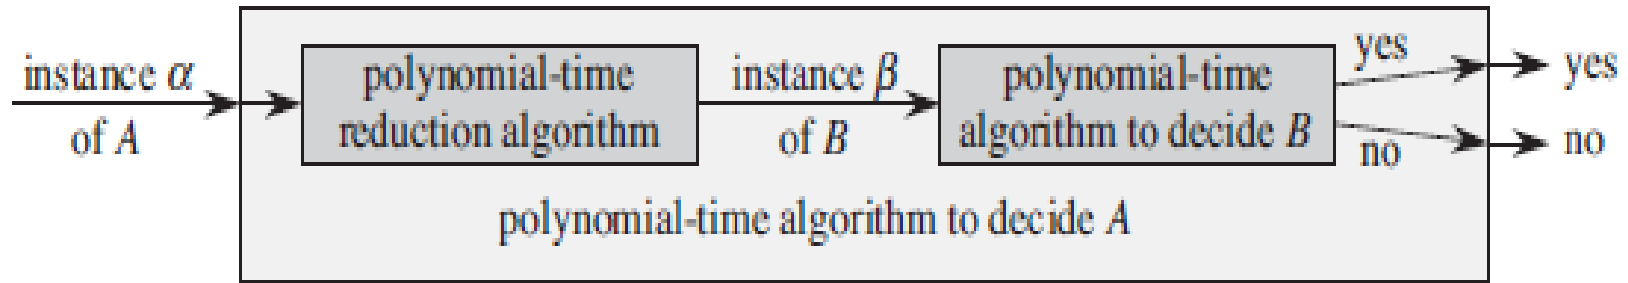 instance α
of A
polynomial-time
reduction algorithm
instance β
of B
polynomial-time
algorithm to decide B
yes
no
yes
no
polynomial-time algorithm to decide A